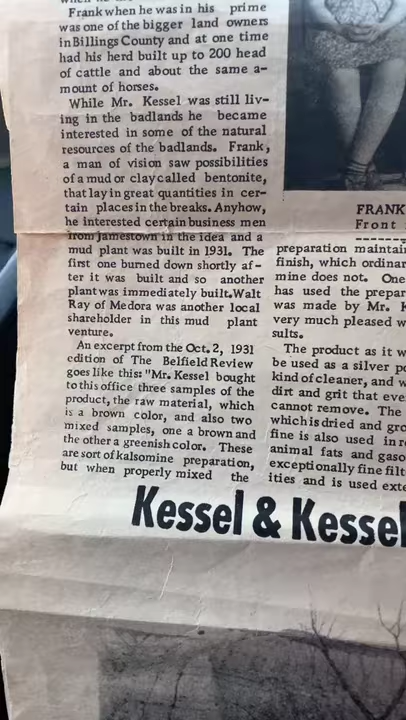 Frank when he was in his prime
was one of the bigger land owners
in Billings County and at one time
had his herd built up to 200 head
of cattle and about the same a-
mount of horses.
While Mr. Kessel was still liv-
ing in the badlands he became
interested in some of the natural
resources of the badlands. Frank,
a man of vision saw possibilities
of a mud or clay called bentonite,
that lay in great quantities in cer-
tain places in the breaks. Anyhow,
he interested certain business men
from Jamestown in the idea and a
mud plant was built in 1931. The
first one burned down shortly af-
ter it was built and so another
plant was immediately built. Walt
Ray of Medora was another local
shareholder in this mud plant
venture.
An excerpt from the Oct. 2, 1931
edition of The Belfield Review
goes like this: "Mr. Kessel bought
to this office three samples of the
product, the raw material, which
is a brown color, and also two
mixed samples, one a brown and
the other a greenish color. These
are sort of kalsomine preparation,
but when properly mixed the
FRANK
Front
preparation maintai
finish, which ordinar
mine does not. One
has used the prepar
was made by Mr. K
very much pleased w
sults.
The product as it w
be used as a silver po
kind of cleaner, and w
dirt and grit that eve
cannot remove. The
which is dried and gro
fine is also used in re
animal fats and gaso
exceptionally fine filt
ities and is used exte
Kessel & Kessel